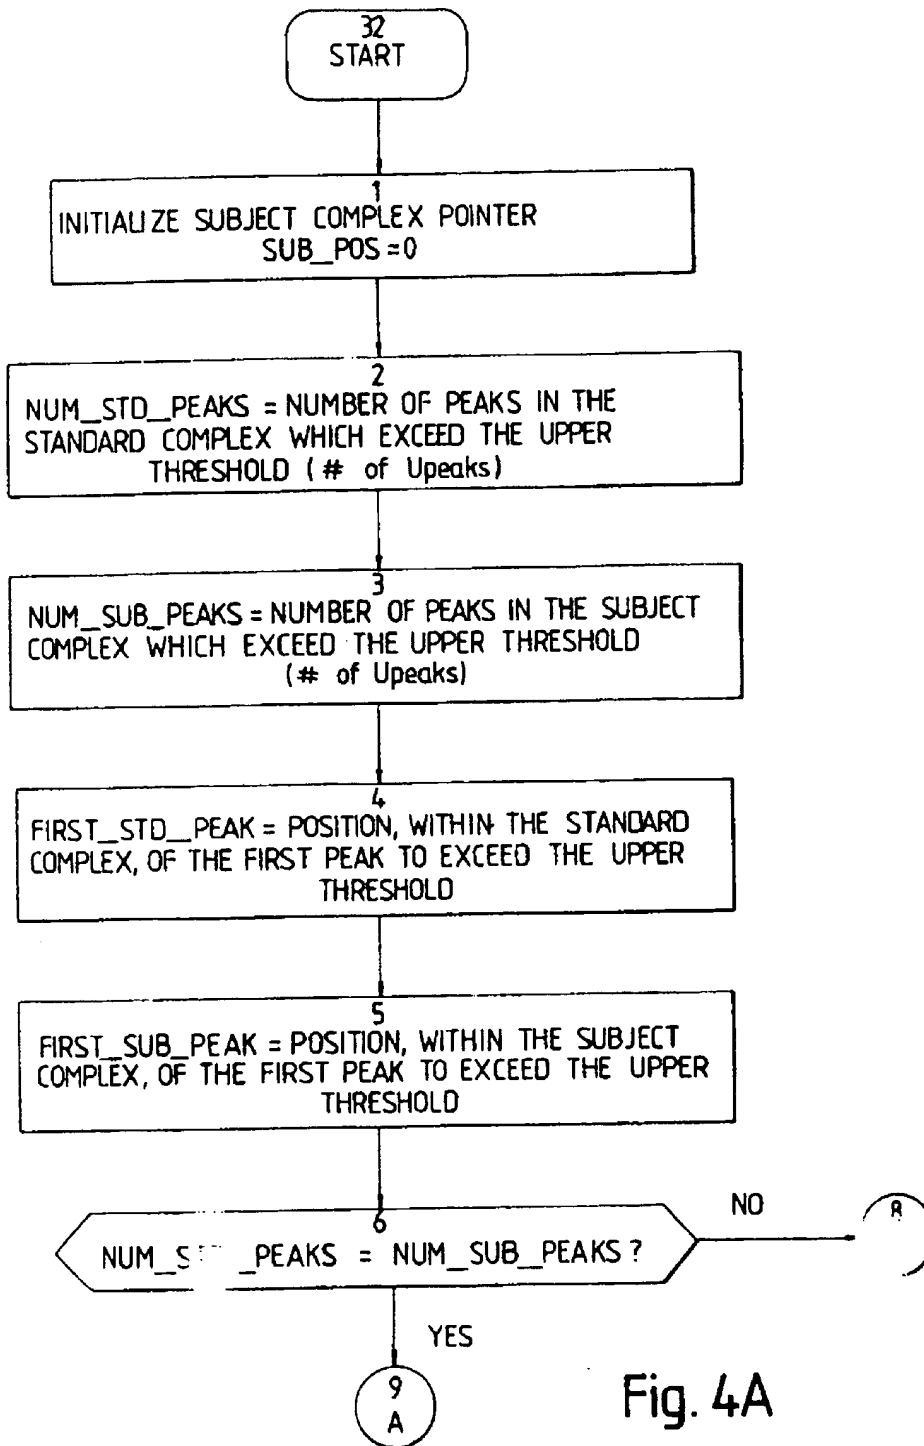 32
START
1
INITIALIZE SUBJECT COMPLEX POINTER
SUB_POS=0
2
NUM_STD_PEAKS = NUMBER OF PEAKS IN THE
STANDARD COMPLEX WHICH EXCEED THE UPPER
THRESHOLD (# of Upeaks)
3
NUM_SUB_PEAKS = NUMBER OF PEAKS IN THE SUBJECT
COMPLEX WHICH EXCEED THE UPPER THRESHOLD
(# of Upeaks)
4
FIRST_STD_PEAK = POSITION, WITHIN THE STANDARD
COMPLEX, OF THE FIRST PEAK TO EXCEED THE UPPER
THRESHOLD
5
FIRST_SUB_PEAK = POSITION, WITHIN THE SUBJECT
COMPLEX, OF THE FIRST PEAK TO EXCEED THE UPPER
THRESHOLD
6
= NUM_SUB_PEAKS?
NO
YES
9
A
Fig. 4A